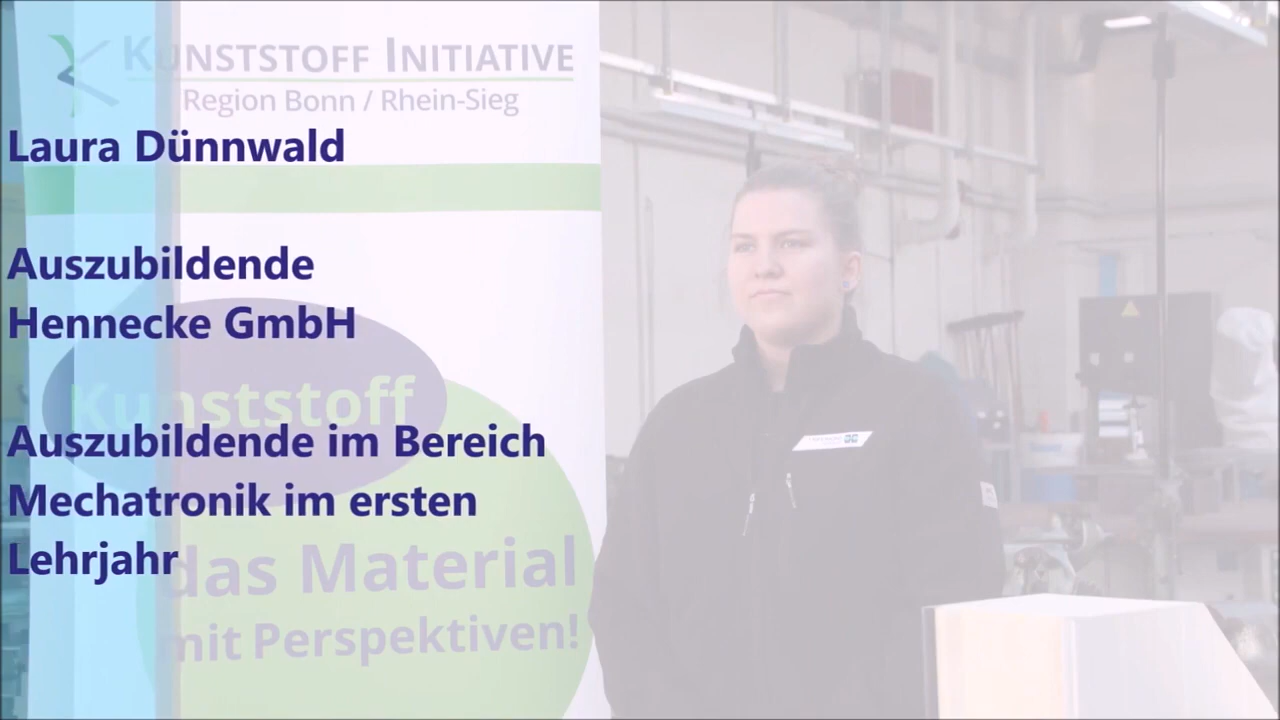 KUNSTSTOFF INITIATIVE
Region Bonn / Rhein-Sieg
Laura Dünnwald
Auszubildende
Hennecke GmbH
Kunststoff
Auszubildende im Bereich
Mechatronik im ersten
Lehrjahr
das Material
mit Perspektiven!